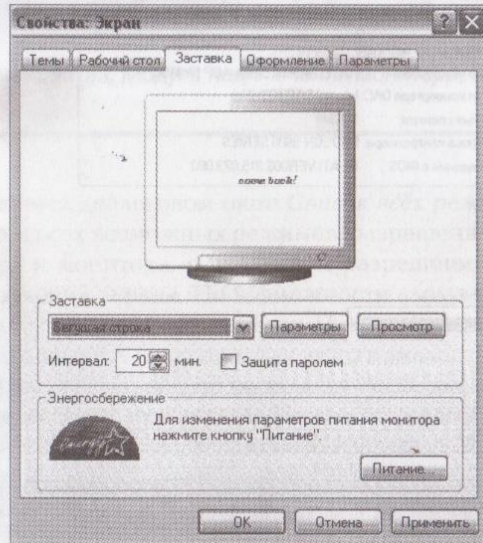 Свойства: Экран
Темы Рабочий стол Заставка Оформление Параметры
come back!
Заставка
Бегущая строка Параметры Просмотр
Интервал: 20 мин. Защита паролем
Энергосбережение
energy
Для изменения параметров питания монитора
нажмите кнопку "Питание".
Питание...
OK Отмена Применить